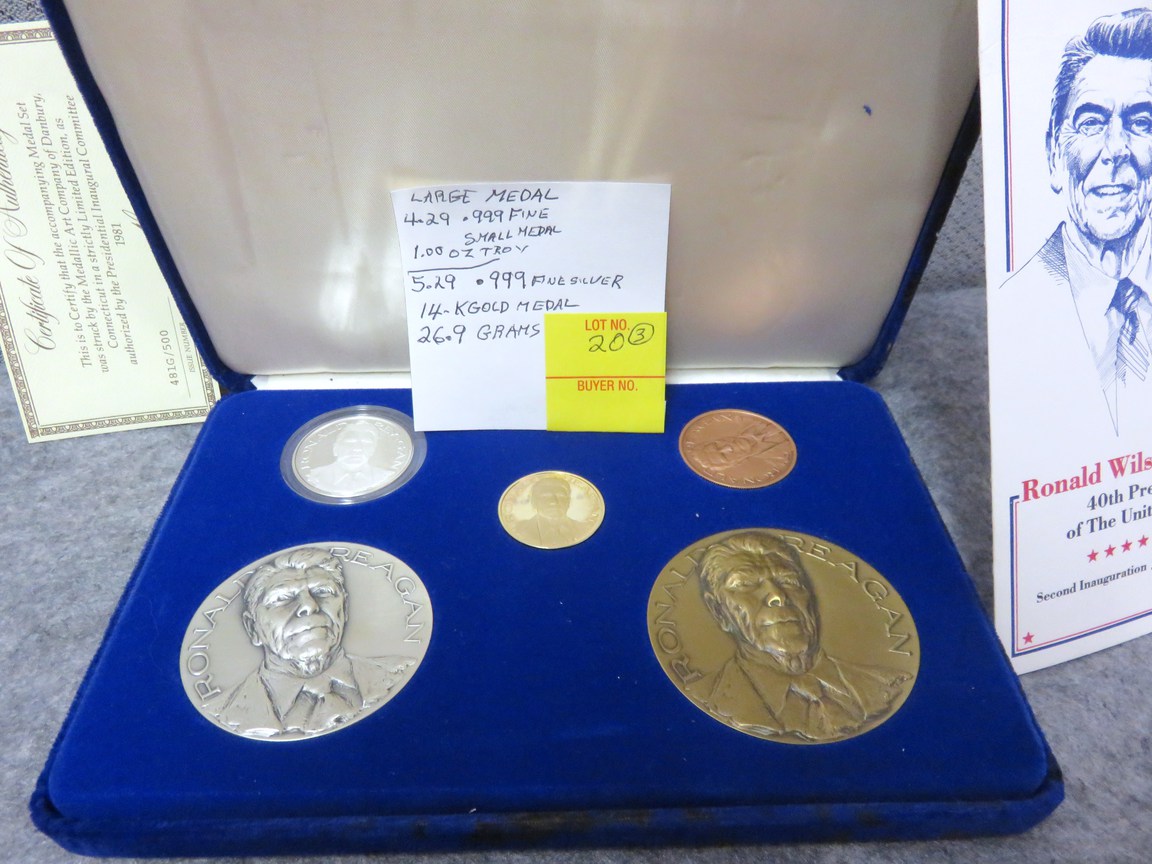 Certificate Of Authenticity
This is to Certify that the accompanying Medal Set
was struck by the Medallic Art Company of Danbury,
Connecticut in a strictly Limited Edition, as
authorized by the Presidential Inaugural Committee
1981
481G/500
ISSUE NUMBER
LARGE MEDAL
4.29 .999 FINE
SMALL MEDAL
1.00 OZ TROY
5.29 .999 FINE SILVER
14-K GOLD MEDAL
26.9 GRAMS
LOT NO.
20 3
BUYER NO.
RONALD REAGAN
RONALD REAGAN
RONALD REAGAN
Ronald Wils
40th Pre
of The Unit
Second Inauguration